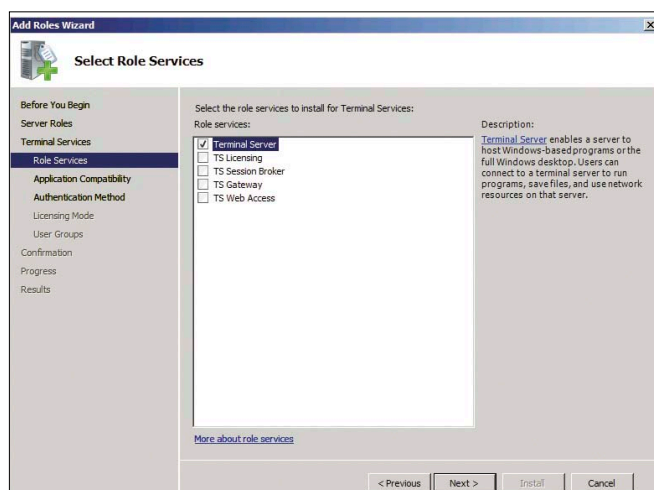 Add Roles Wizard
Select Role Services
Before You Begin
Server Roles
Terminal Services
Role Services
Application Compatibility
Authentication Method
Licensing Mode
User Groups
Confirmation
Progress
Results
Select the role services to install for Terminal Services:
Role services:
Terminal Server
TS Licensing
TS Session Broker
TS Gateway
TS Web Access
More about role services
Description:
Terminal Server enables a server to
host Windows-based programs or the
full Windows desktop. Users can
connect to a terminal server to run
programs, save files, and use network
resources on that server.
< Previous
Next >
Install
Cancel